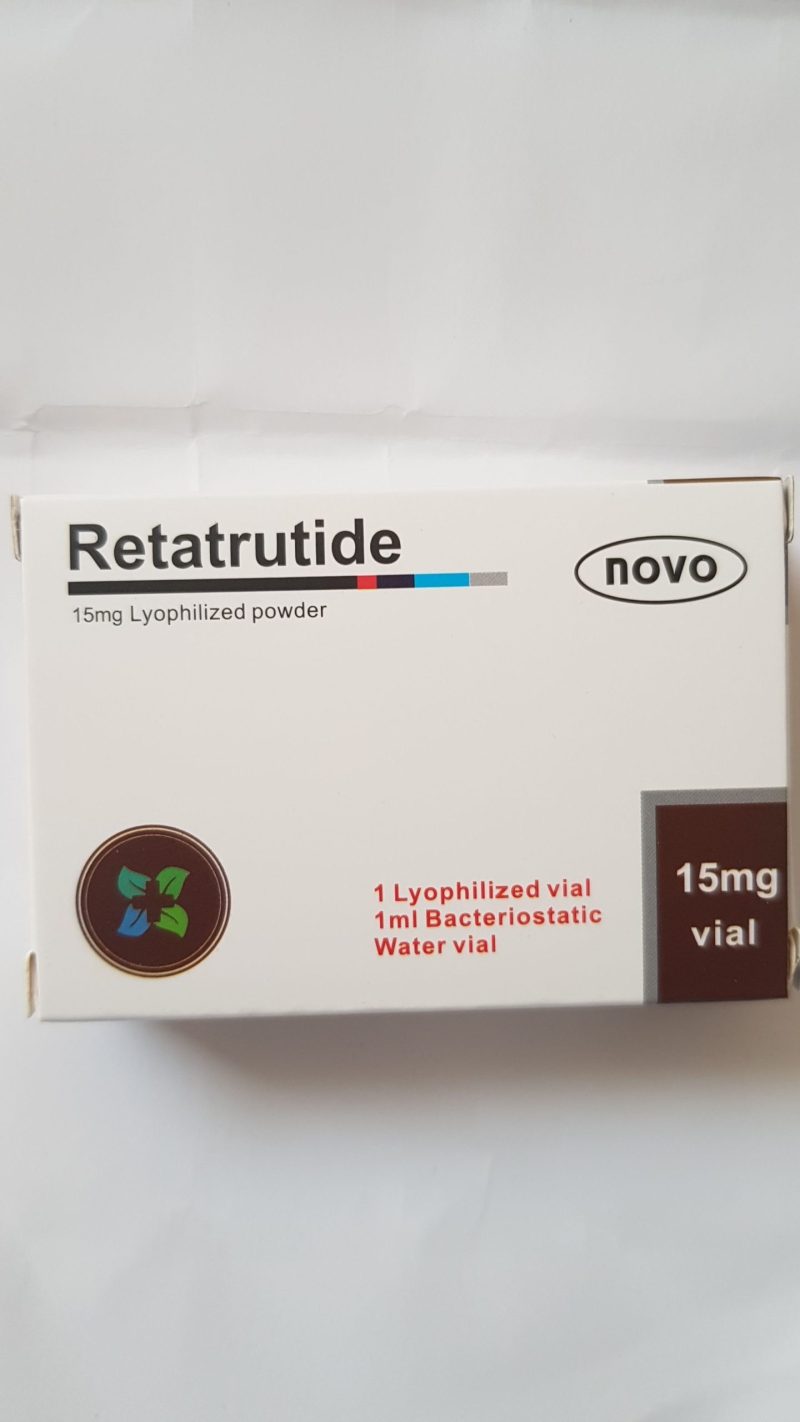 Retatrutide
novo
15mg Lyophilized powder
1 Lyophilized vial
1ml Bacteriostatic
Water vial
15mg
vial